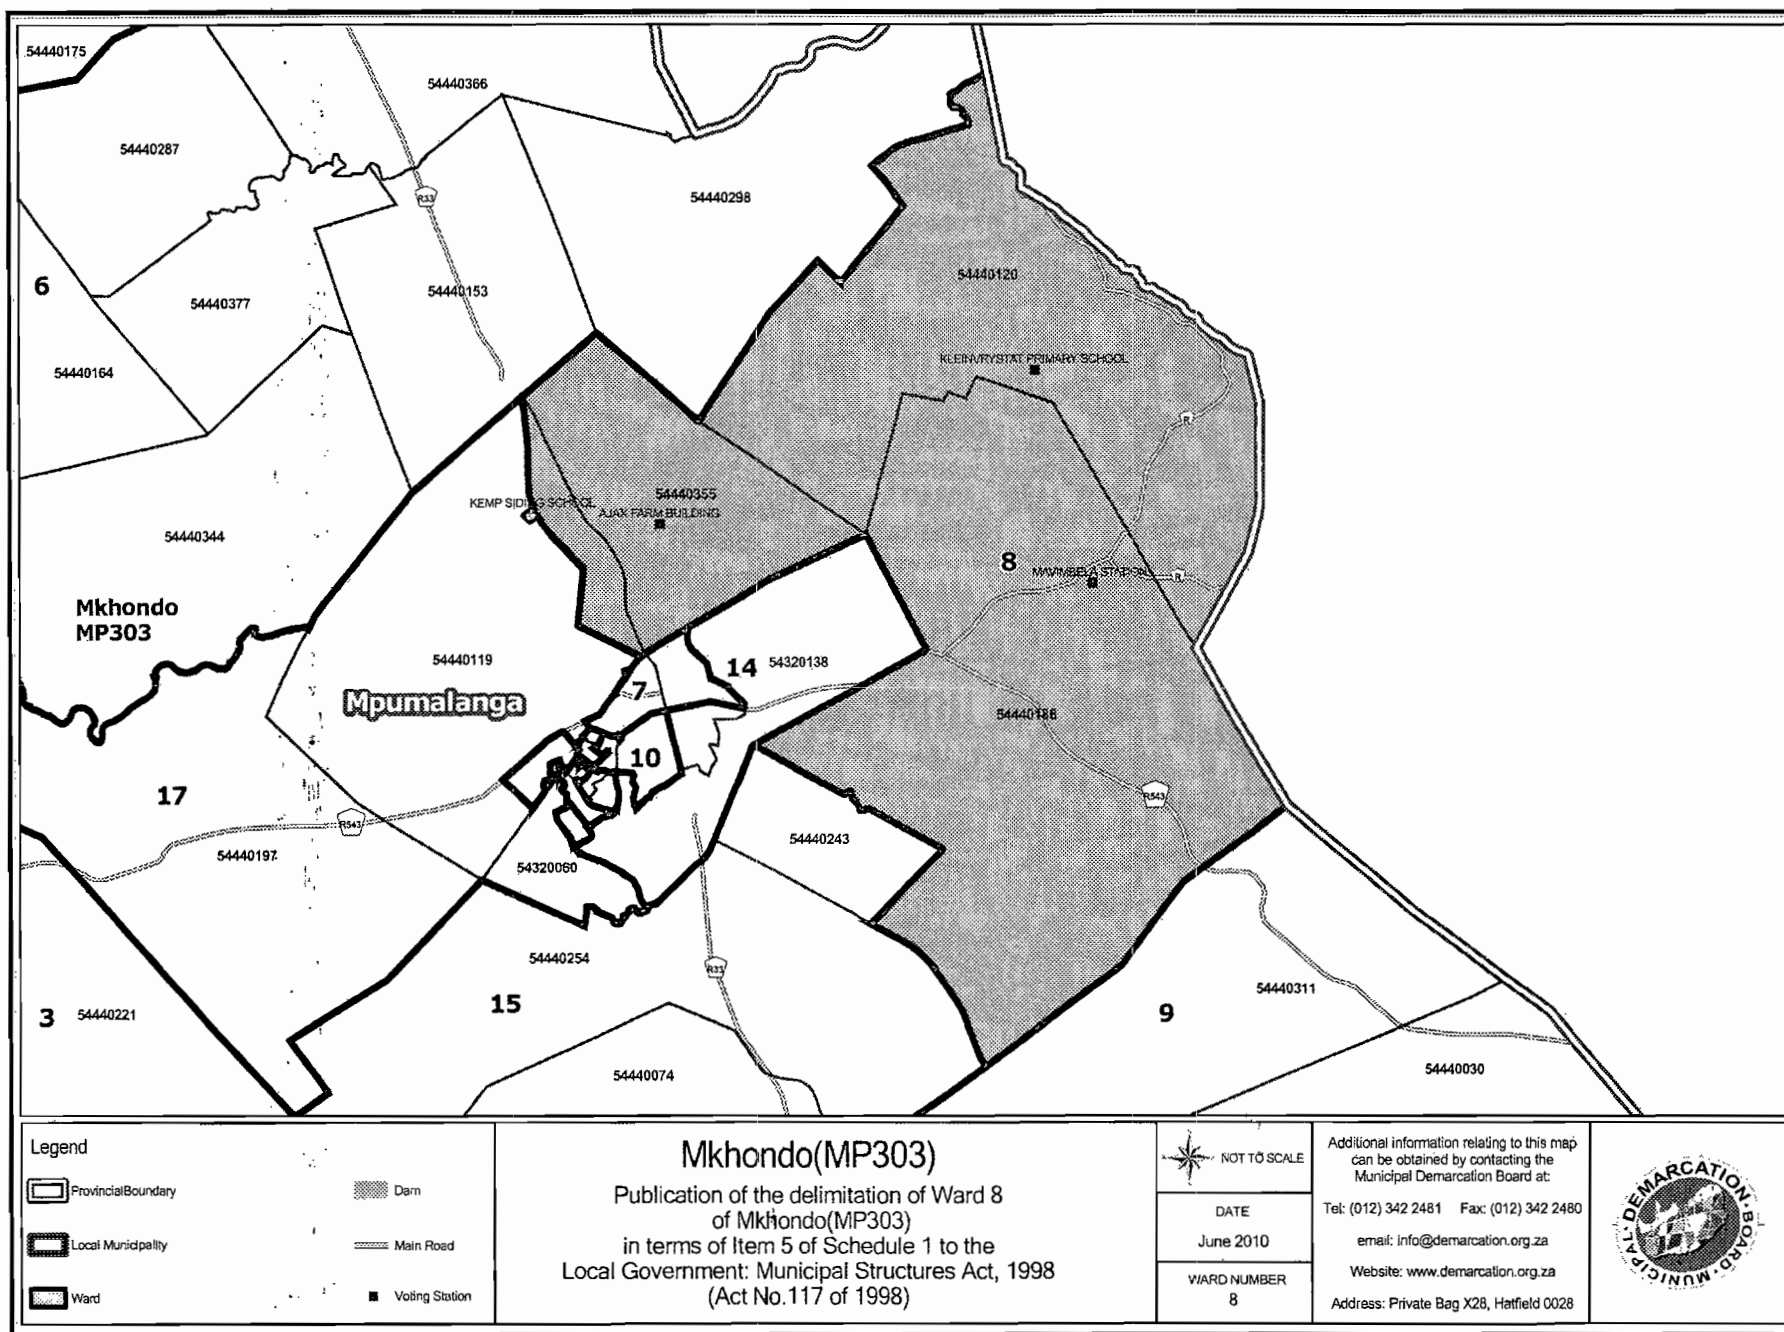 54440175
54440366
54440287
54440298
R33
54440120
6
54440377
54440153
54440164
KLEINVRYSTAT PRIMARY SCHOOL
R
54440355
KEMP SIDING SCHOOL
AJAX FARM BUILDING
54440344
8
MAVIMBELA STATION
R
Mkhondo
MP303
54440119
14
54320138
7
Mpumalanga
54440186
10
17
R543
R543
54440197
54440243
54320060
54440254
R33
54440311
15
9
3
54440221
54440074
54440030
Legend
ProvincialBoundary
Dam
Local Municipality
Main Road
Ward
Voting Station
Mkhondo(MP303)
Publication of the delimitation of Ward 8
of Mkhondo(MP303)
in terms of Item 5 of Schedule 1 to the
Local Government: Municipal Structures Act, 1998
(Act No.117 of 1998)
NOT TO SCALE
DATE
June 2010
WARD NUMBER
8
Additional information relating to this map
can be obtained by contacting the
Municipal Demarcation Board at:
Tel: (012) 342 2481 Fax: (012) 342 2480
email: info@demarcation.org.za
Website: www.demarcation.org.za
Address: Private Bag X28, Hatfield 0028
MUNICIPAL DEMARCATION BOARD